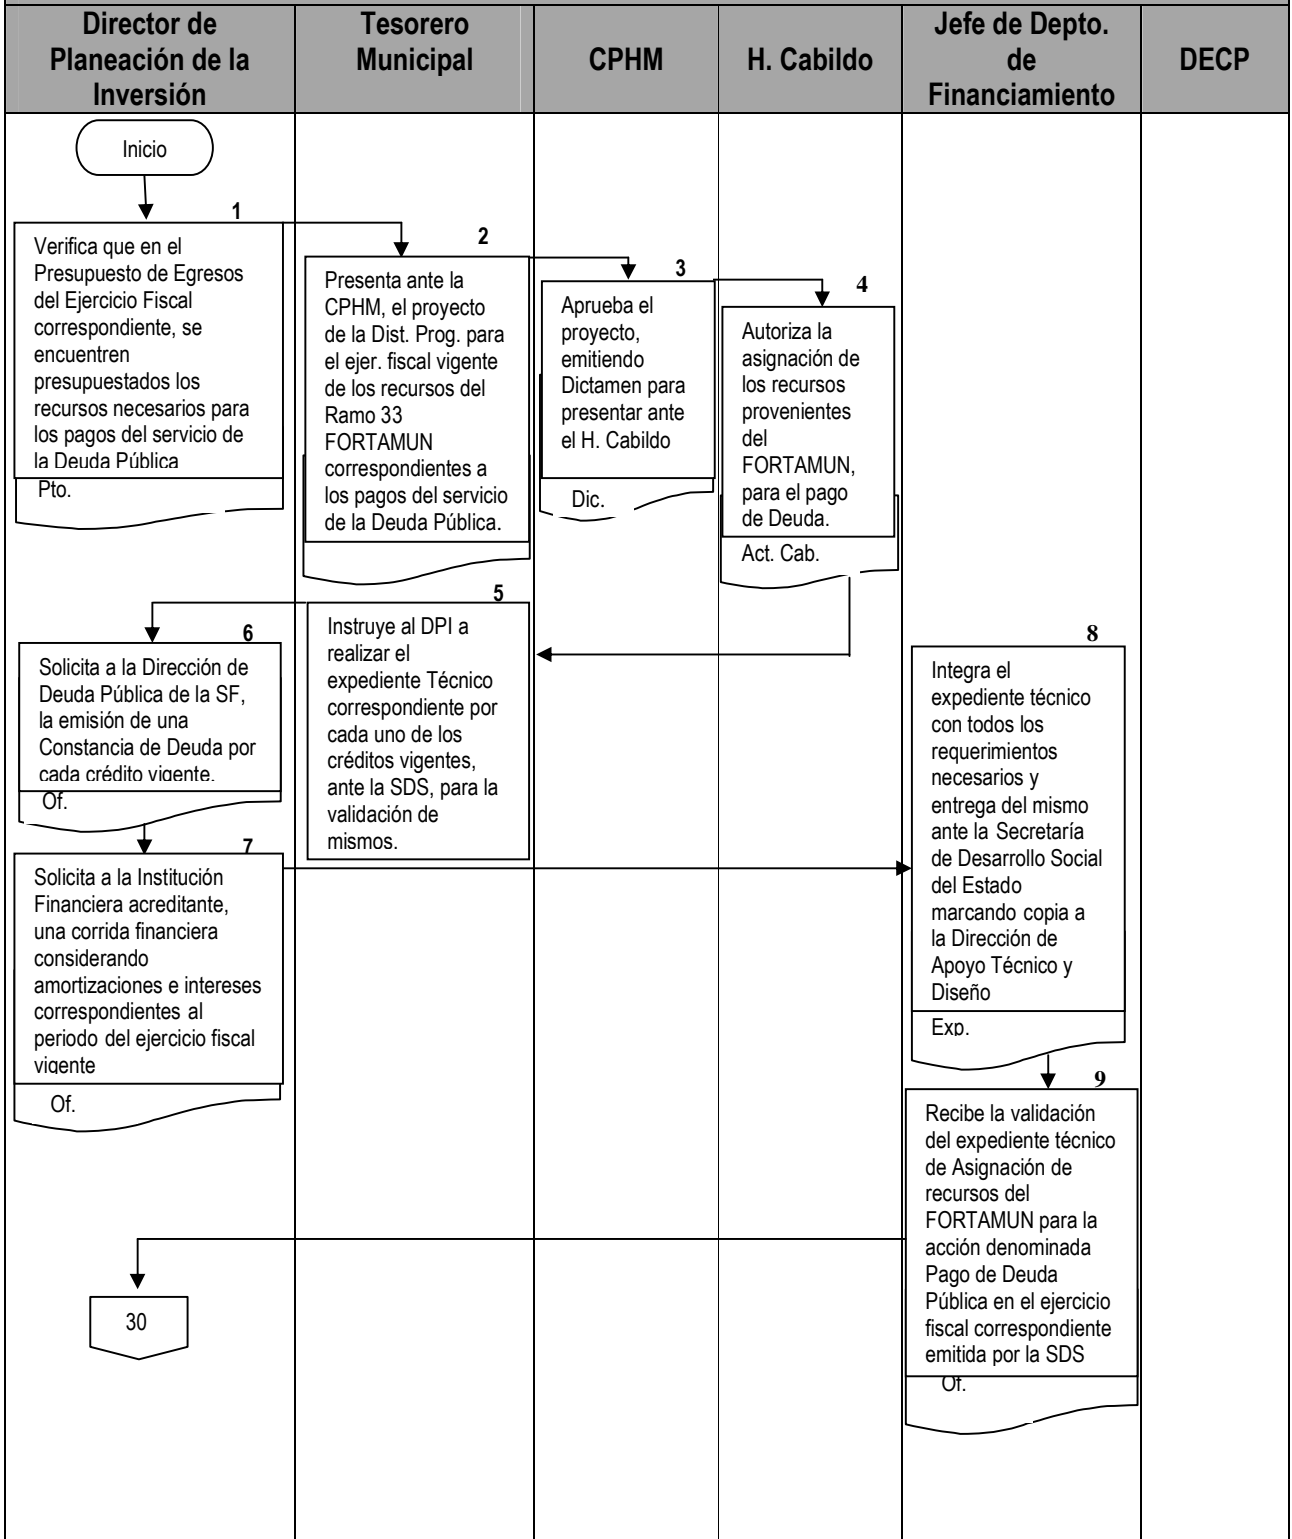 Director de
Planeación de la
Inversión
Tesorero
Municipal
CPHM
H. Cabildo
Jefe de Depto.
de
Financiamiento
DECP
Inicio
1
Verifica que en el
Presupuesto de Egresos
del Ejercicio Fiscal
correspondiente, se
encuentren
presupuestados los
recursos necesarios para
los pagos del servicio de
la Deuda Pública
Pto.
2
Presenta ante la
CPHM, el proyecto
de la Dist. Prog. para
el ejer. fiscal vigente
de los recursos del
Ramo 33
FORTAMUN
correspondientes a
los pagos del servicio
de la Deuda Pública.
3
Aprueba el
proyecto,
emitiendo
Dictamen para
presentar ante
el H. Cabildo
Dic.
4
Autoriza la
asignación de
los recursos
provenientes
del
FORTAMUN,
para el pago
de Deuda.
Act. Cab.
5
Instruye al DPI a
realizar el
expediente Técnico
correspondiente por
cada uno de los
créditos vigentes,
ante la SDS, para la
validación de
mismos.
6
Solicita a la Dirección de
Deuda Pública de la SF,
la emisión de una
Constancia de Deuda por
cada crédito vigente.
Of.
7
Solicita a la Institución
Financiera acreditante,
una corrida financiera
considerando
amortizaciones e intereses
correspondientes al
periodo del ejercicio fiscal
vigente
Of.
8
Integra el
expediente técnico
con todos los
requerimientos
necesarios y
entrega del mismo
ante la Secretaría
de Desarrollo Social
del Estado
marcando copia a
la Dirección de
Apoyo Técnico y
Diseño
Exp.
9
Recibe la validación
del expediente técnico
de Asignación de
recursos del
FORTAMUN para la
acción denominada
Pago de Deuda
Pública en el ejercicio
fiscal correspondiente
emitida por la SDS
Of.
30